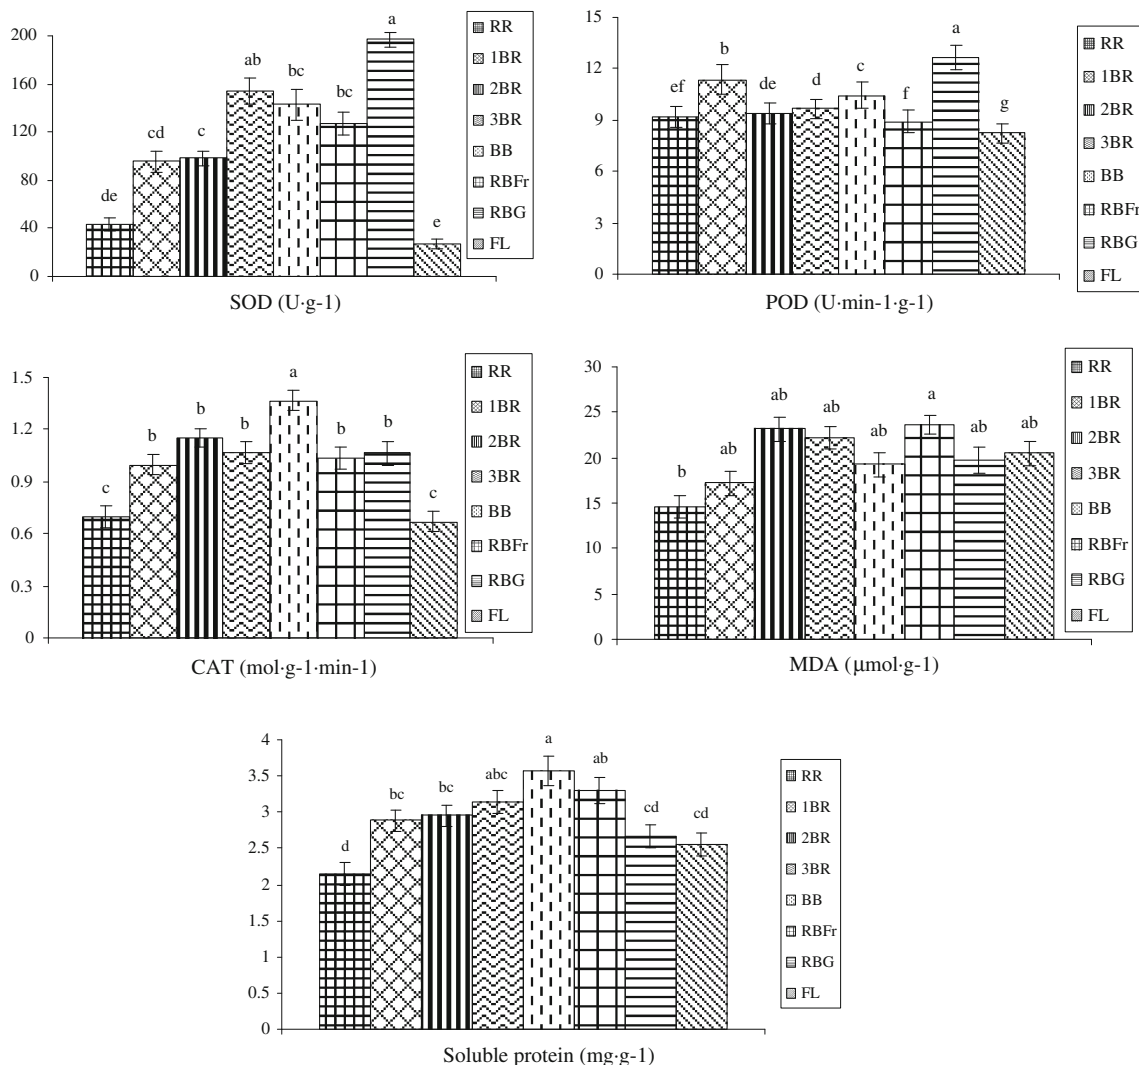 200
160
120
80
40
0
de
cd
c
ab
bc
bc
a
e
SOD (U·g-1)
RR
1BR
2BR
3BR
BB
RBFr
RBG
FL
15
12
9
6
3
0
ef
b
de
d
c
f
a
g
POD (U·min-1·g-1)
RR
1BR
2BR
3BR
BB
RBFr
RBG
FL
1.5
1.2
0.9
0.6
0.3
0
c
b
b
b
a
b
b
c
CAT (mol·g-1·min-1)
RR
1BR
2BR
3BR
BB
RBFr
RBG
FL
30
25
20
15
10
5
0
b
ab
ab
ab
ab
a
ab
ab
MDA (μmol·g-1)
RR
1BR
2BR
3BR
BB
RBFr
RBG
FL
4
3.5
3
2.5
2
1.5
1
0.5
0
d
bc
bc
abc
a
ab
cd
cd
Soluble protein (mg·g-1)
RR
1BR
2BR
3BR
BB
RBFr
RBG
FL